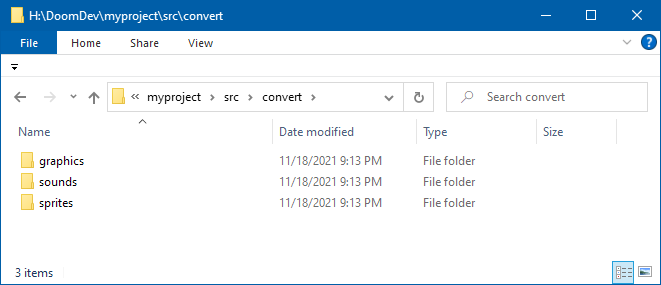 H:\DoomDev\myproject\src\convert
File Home Share View
« myproject > src > convert > Search convert
Name Date modified Type Size
graphics 11/18/2021 9:13 PM File folder
sounds 11/18/2021 9:13 PM File folder
sprites 11/18/2021 9:13 PM File folder
3 items